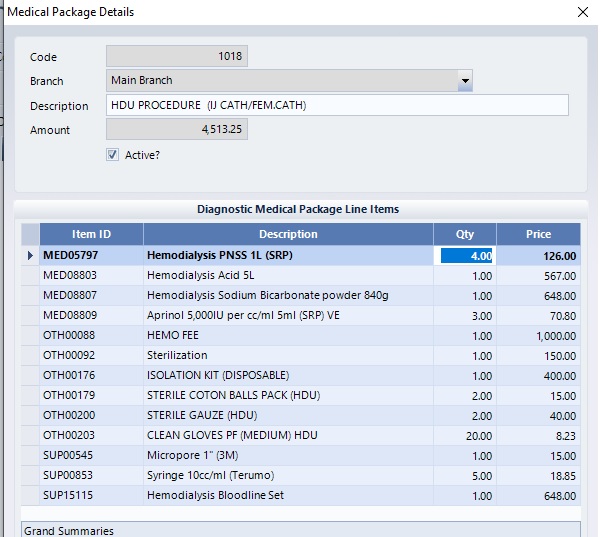 Medical Package Details
Code 1018
Branch Main Branch
Description HDU PROCEDURE (IJ CATH/FEM.CATH)
Amount 4,513.25
Active?
Diagnostic Medical Package Line Items
Item ID Description Qty Price
MED05797 Hemodialysis PNSS 1L (SRP) 4.00 126.00
MED08803 Hemodialysis Acid 5L 1.00 567.00
MED08807 Hemodialysis Sodium Bicarbonate powder 840g 1.00 648.00
MED08809 Aprinol 5,000IU per cc/ml 5ml (SRP) VE 3.00 70.80
OTH00088 HEMO FEE 1.00 1,000.00
OTH00092 Sterilization 1.00 150.00
OTH00176 ISOLATION KIT (DISPOSABLE) 1.00 400.00
OTH00179 STERILE COTON BALLS PACK (HDU) 2.00 15.00
OTH00200 STERILE GAUZE (HDU) 2.00 40.00
OTH00203 CLEAN GLOVES PF (MEDIUM) HDU 20.00 8.23
SUP00545 Micropore 1" (3M) 1.00 15.00
SUP00853 Syringe 10cc/ml (Terumo) 5.00 18.85
SUP15115 Hemodialysis Bloodline Set 1.00 648.00
Grand Summaries